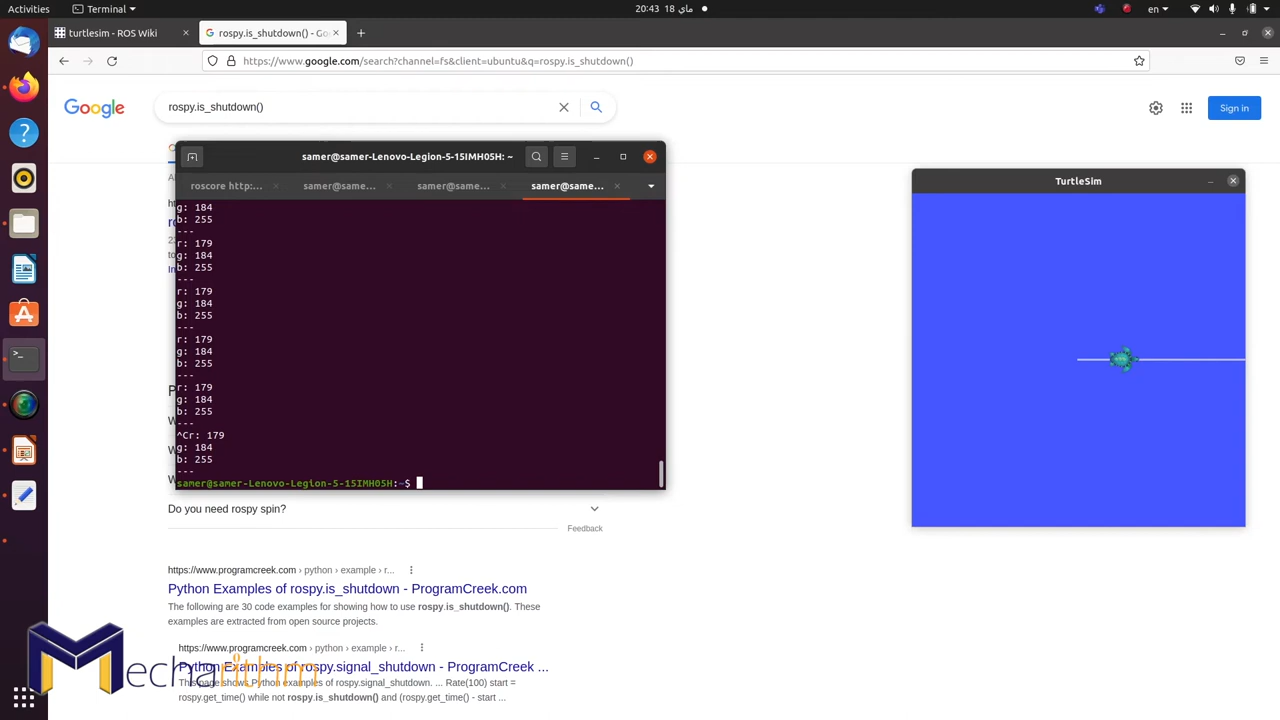 Activities
Terminal
20:43 18 ماي
en
turtlesim - ROS Wiki
rospy.is_shutdown() - Go
https://www.google.com/search?channel=fs&client=ubuntu&q=rospy.is_shutdown()
Google
rospy.is_shutdown()
Sign in
samer@samer-Lenovo-Legion-5-15IMH05H: ~
roscore http:...
samer@same...
samer@same...
samer@same...
g: 184
b: 255
---
r: 179
g: 184
b: 255
---
r: 179
g: 184
b: 255
---
r: 179
g: 184
b: 255
---
r: 179
g: 184
b: 255
---
^Cr: 179
g: 184
b: 255
---
samer@samer-Lenovo-Legion-5-15IMH05H:~$
TurtleSim
Do you need rospy spin?
Feedback
https://www.programcreek.com › python › example › r...
Python Examples of rospy.is_shutdown - ProgramCreek.com
The following are 30 code examples for showing how to use rospy.is_shutdown(). These
examples are extracted from open source projects.
https://www.programcreek.com › python › example › r...
Python Examples of rospy.signal_shutdown - ProgramCreek ...
This page shows Python examples of rospy.signal_shutdown. ... Rate(100) start =
rospy.get_time() while not rospy.is_shutdown() and (rospy.get_time() - start ...
Mecharithm